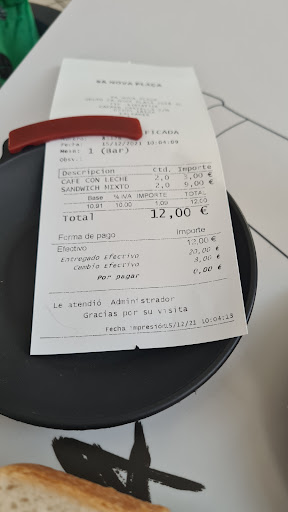 SA NOVA PLAÇA
FICADA
Fecha: 15/12/2021 10:04:09
Mesa: 1 (Bar)
Obsv.:
Descripcion Ctd. Importe
CAFE CON LECHE 2,0 3,00 €
SANDWICH MIXTO 2,0 9,00 €
Base %IVA IMPORTE TOTAL
10.91 10.00 1.09 12.00
Total 12,00 €
Forma de pago Importe
Efectivo 12,00 €
Entregado Efectivo 20,00 €
Cambio Efectivo 8,00 €
Por pagar 0,00 €
Le atendió Administrador
Gracias por su visita
Fecha impresión:15/12/21 10:04:13